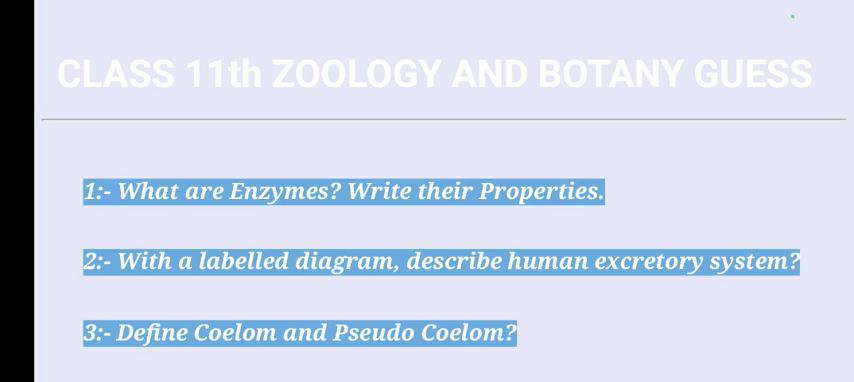 CLASS 11th ZOOLOGY AND BOTANY GUESS
1:- What are Enzymes? Write their Properties.
2:- With a labelled diagram, describe human excretory system?
3:- Define Coelom and Pseudo Coelom?